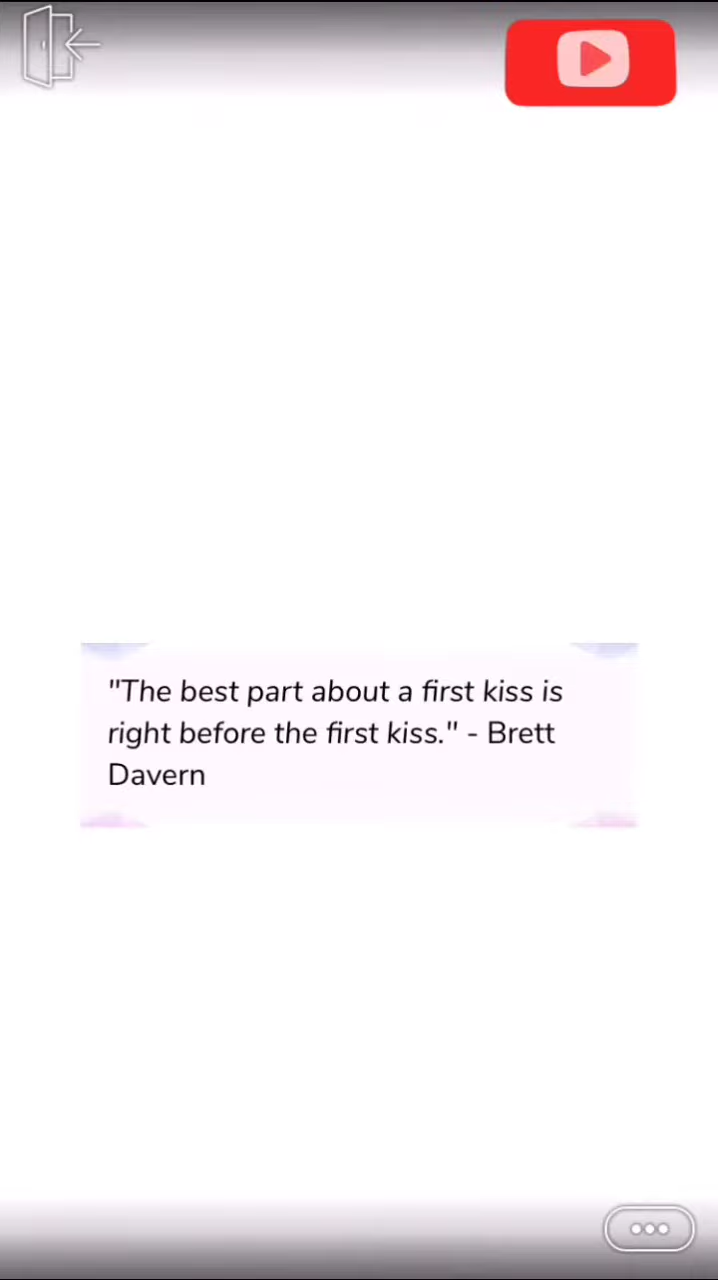 "The best part about a first kiss is
right before the first kiss." - Brett
Davern